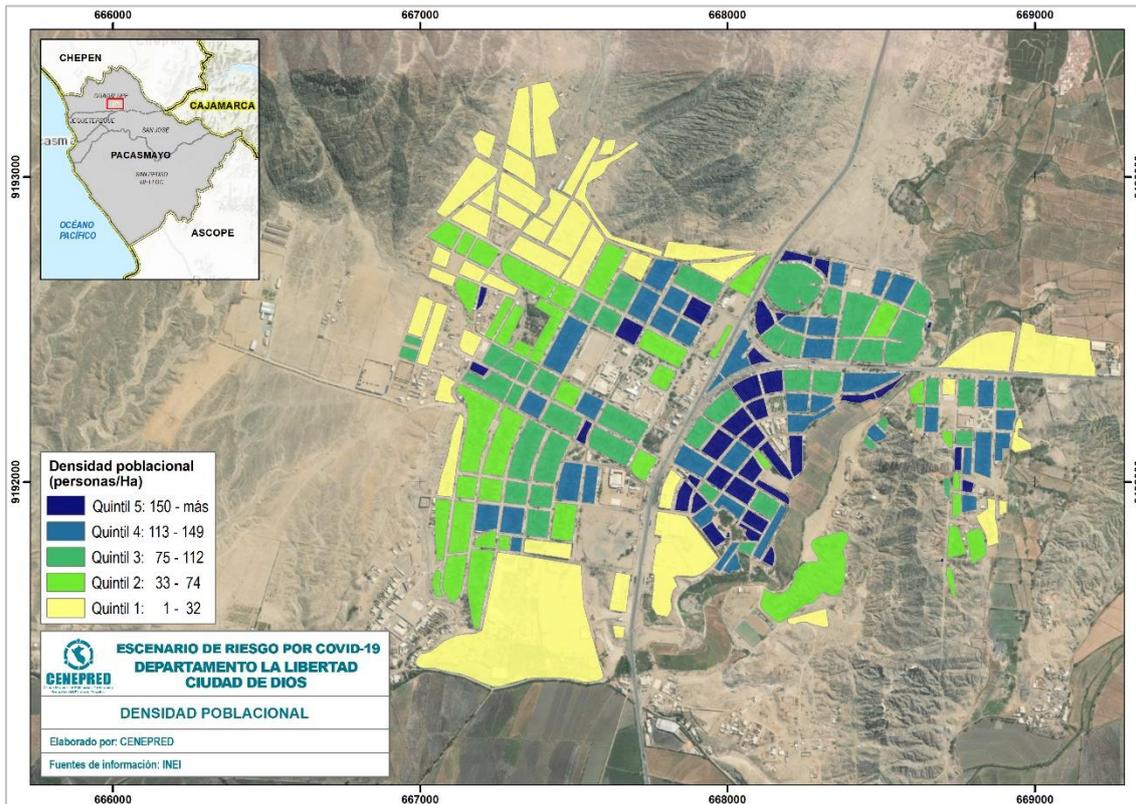 666000 667000 668000 669000
CHEPEN
GUADALUPE
CAJAMARCA
JEQUETEPEQUE
SAN JOSE
PACASMAYO
OCÉANO
PACÍFICO
ASCOPE
9193000
9192000
Densidad poblacional
(personas/Ha)
Quintil 5: 150 - más
Quintil 4: 113 - 149
Quintil 3: 75 - 112
Quintil 2: 33 - 74
Quintil 1: 1 - 32
CENEPRED
ESCENARIO DE RIESGO POR COVID-19
DEPARTAMENTO LA LIBERTAD
CIUDAD DE DIOS
DENSIDAD POBLACIONAL
Elaborado por: CENEPRED
Fuentes de información: INEI
666000 667000 668000 669000